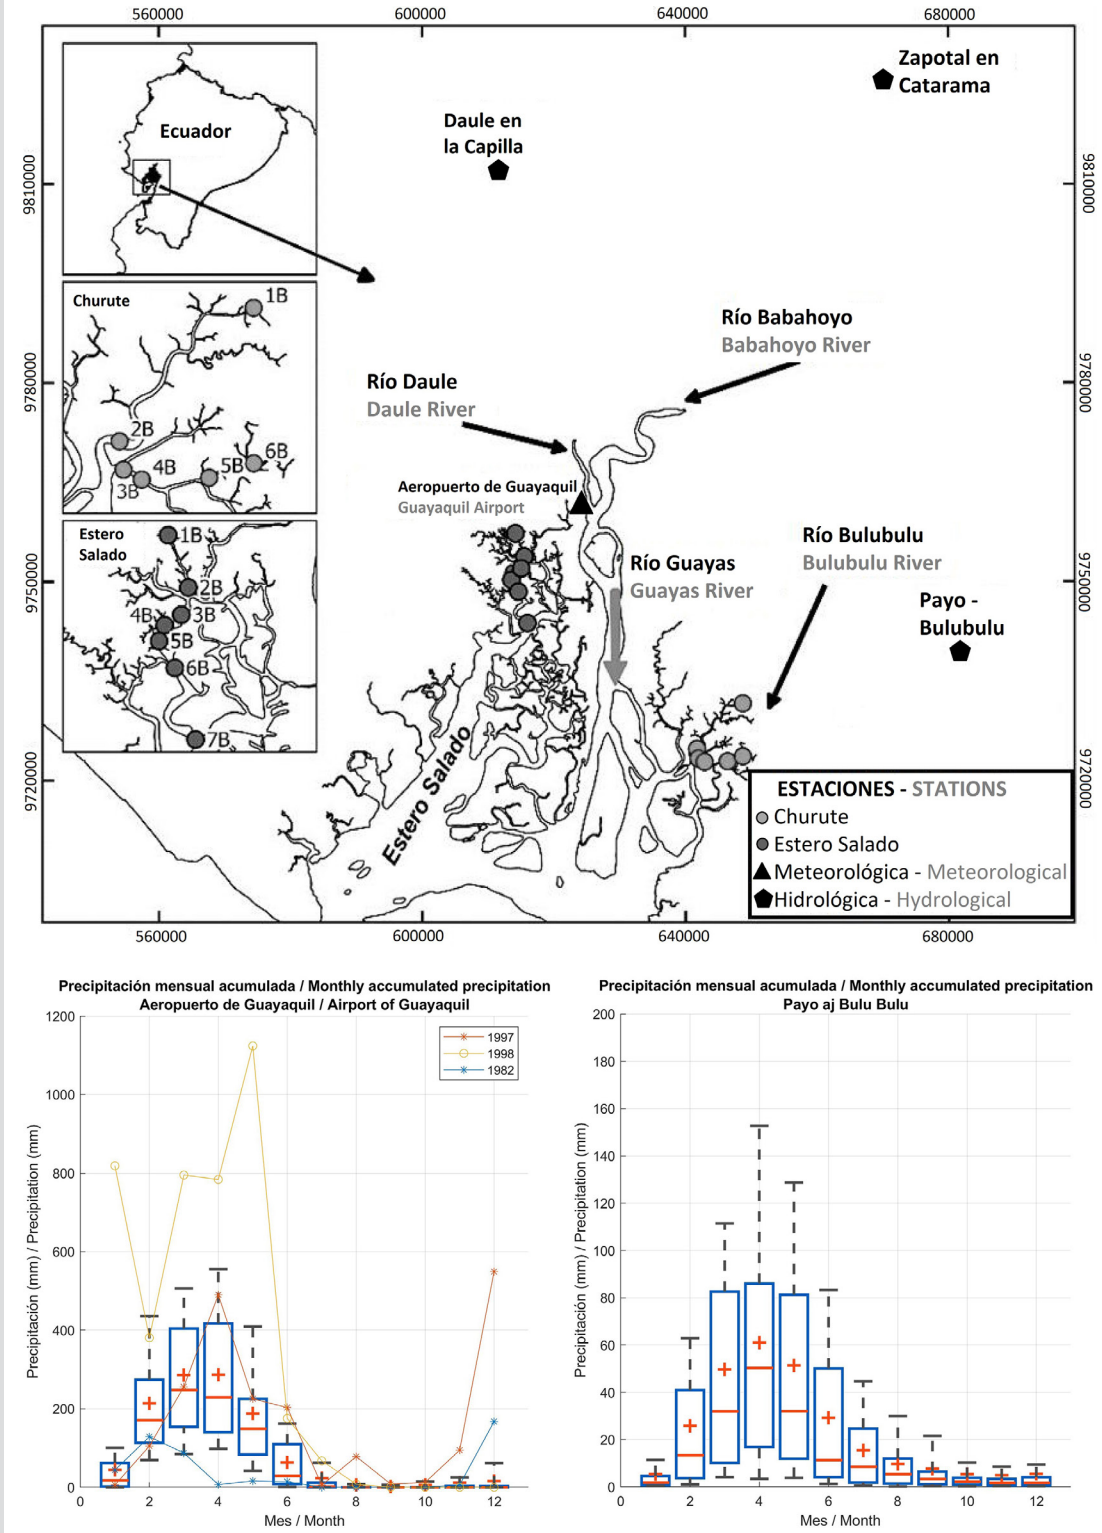 560000
600000
640000
680000
Zapotal en
Catarama
Daule en
la Capilla
Ecuador
9810000
9810000
Churute
1B
2B
3B
4B
5B
6B
Río Babahoyo
Babahoyo River
9780000
9780000
Río Daule
Daule River
Aeropuerto de Guayaquil
Guayaquil Airport
Estero
Salado
1B
2B
3B
4B
5B
6B
7B
Río Guayas
Guayas River
Río Bulubulu
Bulubulu River
9750000
9750000
Payo -
Bulubulu
Estero Salado
9720000
9720000
ESTACIONES - STATIONS
Churute
Estero Salado
Meteorológica - Meteorological
Hidrológica - Hydrological
560000
600000
640000
680000
Precipitación mensual acumulada / Monthly accumulated precipitation
Aeropuerto de Guayaquil / Airport of Guayaquil
1200
1000
800
600
400
200
0
Precipitación (mm) / Precipitation (mm)
1997
1998
1982
0 2 4 6 8 10 12
Mes / Month
Precipitación mensual acumulada / Monthly accumulated precipitation
Payo aj Bulu Bulu
200
180
160
140
120
100
80
60
40
20
0
Precipitación (mm) / Precipitation (mm)
0 2 4 6 8 10 12
Mes / Month